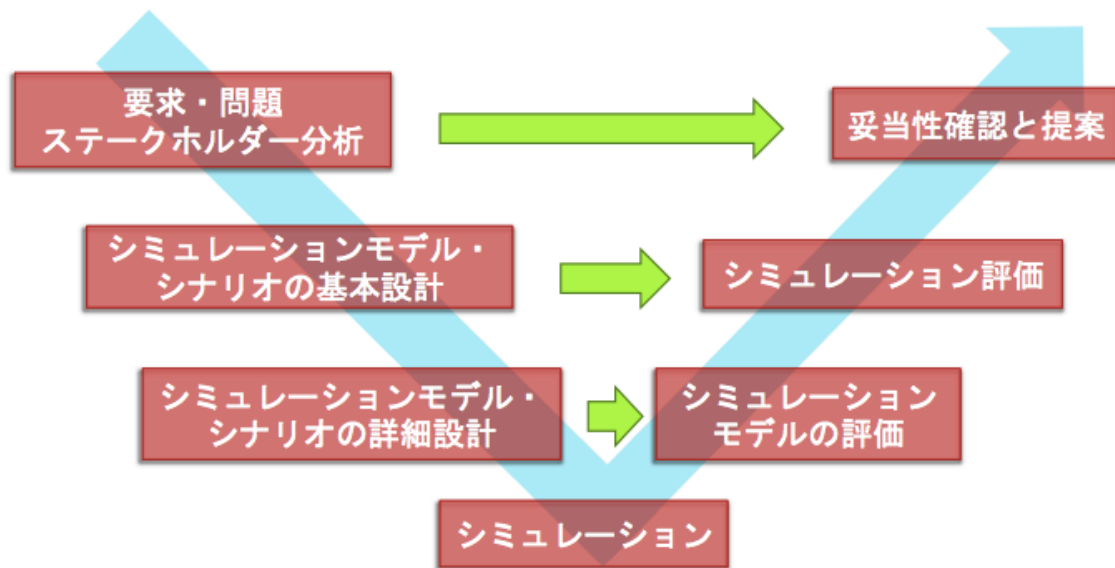 要求・問題
ステークホルダー分析
妥当性確認と提案
シミュレーションモデル・
シナリオの基本設計
シミュレーション評価
シミュレーションモデル・
シナリオの詳細設計
シミュレーション
モデルの評価
シミュレーション